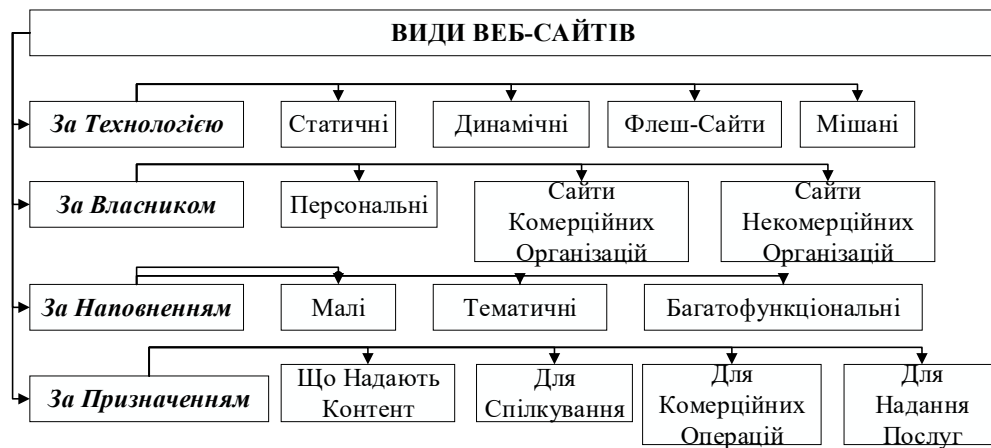 ВИДИ ВЕБ-САЙТІВ
За Технологією
Статичні
Динамічні
Флеш-Сайти
Мішані
За Власником
Персональні
Сайти
Комерційних
Організацій
Сайти
Некомерційних
Організацій
За Наповненням
Малі
Тематичні
Багатофункціональні
За Призначенням
Що Надають
Контент
Для
Спілкування
Для
Комерційних
Операцій
Для
Надання
Послуг